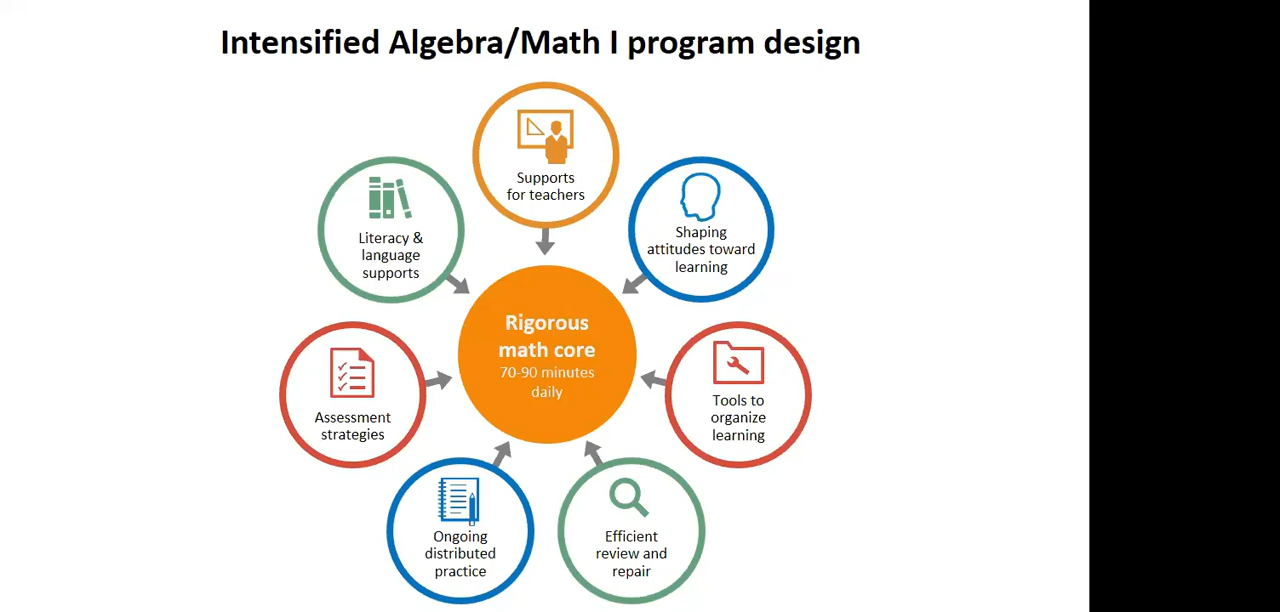 Intensified Algebra/Math I program design
Supports
for teachers
Literacy &
language
supports
Shaping
attitudes toward
learning
Rigorous
math core
70-90 minutes
daily
Assessment
strategies
Tools to
organize
learning
Ongoing
distributed
practice
Efficient
review and
repair